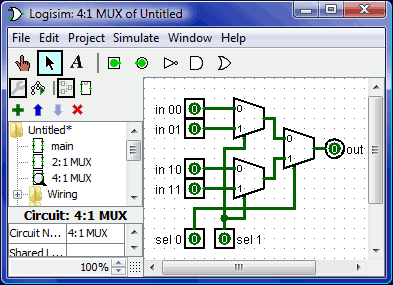 Logisim: 4:1 MUX of Untitled
File Edit Project Simulate Window Help
A
Untitled*
main
2:1 MUX
4:1 MUX
Wiring
Circuit: 4:1 MUX
Circuit N... 4:1 MUX
Shared L...
100%
in 00 0 0
in 01 0 1
0 0 out
1
in 10 0 0
in 11 0 1
sel 0 0 0 sel 1